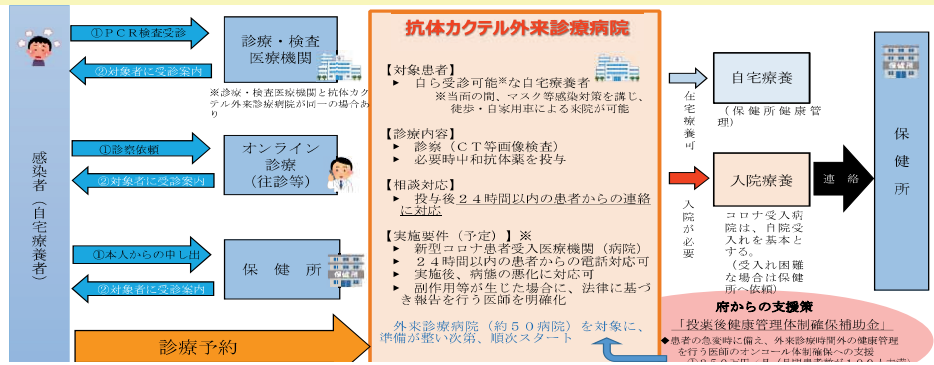 感染者(自宅療養者)
①PCR検査受診
②対象者に受診案内
診療・検査
医療機関
※診療・検査医療機関と抗体カク
テル外来診療病院が同一の場合あ
り
①診察依頼
②対象者に受診案内
オンライン
診療
(往診等)
①本人からの申し出
②対象者に受診案内
保健所
診療予約
抗体カクテル外来診療病院
【対象患者】
▶ 自ら受診可能※な自宅療養者
※当面の間、マスク等感染対策を講じ、
徒歩・自家用車による来院が可能
【診療内容】
▶ 診察(CT等画像検査)
▶ 必要時中和抗体薬を投与
【相談対応】
▶ 投与後24時間以内の患者からの連絡
に対応
【実施要件(予定)】※
▶ 新型コロナ患者受入医療機関(病院)
▶ 24時間以内の患者からの電話対応可
▶ 実施後、病態の悪化に対応可
▶ 副作用等が生じた場合に、法律に基づ
き報告を行う医師を明確化
外来診療病院(約50病院)を対象に、
準備が整い次第、順次スタート
在宅療養可
自宅療養
(保健所健康管
理)
入院が必要
入院療養
コロナ受入病
院は、自院受
入れを基本と
する。
(受入れ困難
な場合は保健
所へ依頼)
連絡
保健所
府からの支援策
「投薬後健康管理体制確保補助金」
◆患者の急変時に備え、外来診療時間外の健康管理
を行う医師のオンコール体制確保への支援